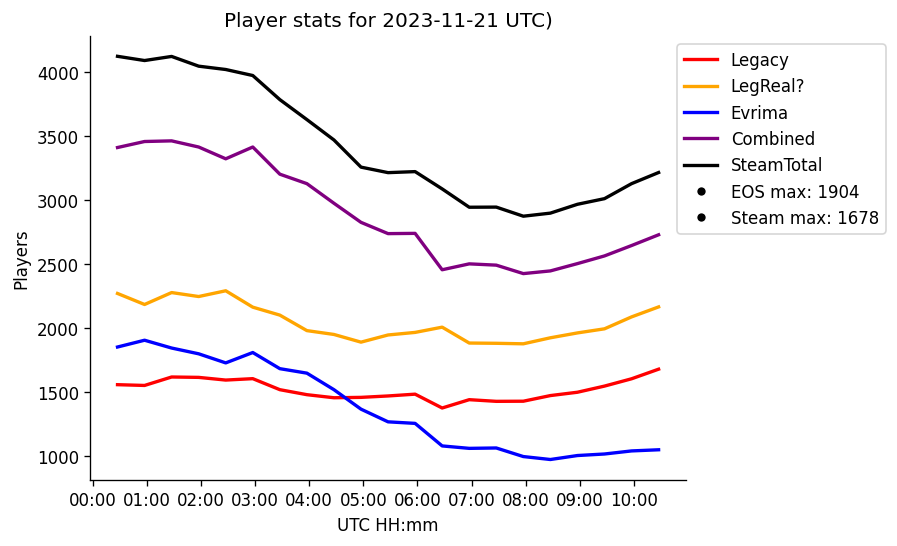 Player stats for 2023-11-21 UTC)
Legacy
LegReal?
Evrima
Combined
SteamTotal
EOS max: 1904
Steam max: 1678
Players
4000
3500
3000
2500
2000
1500
1000
00:00 01:00 02:00 03:00 04:00 05:00 06:00 07:00 08:00 09:00 10:00
UTC HH:mm